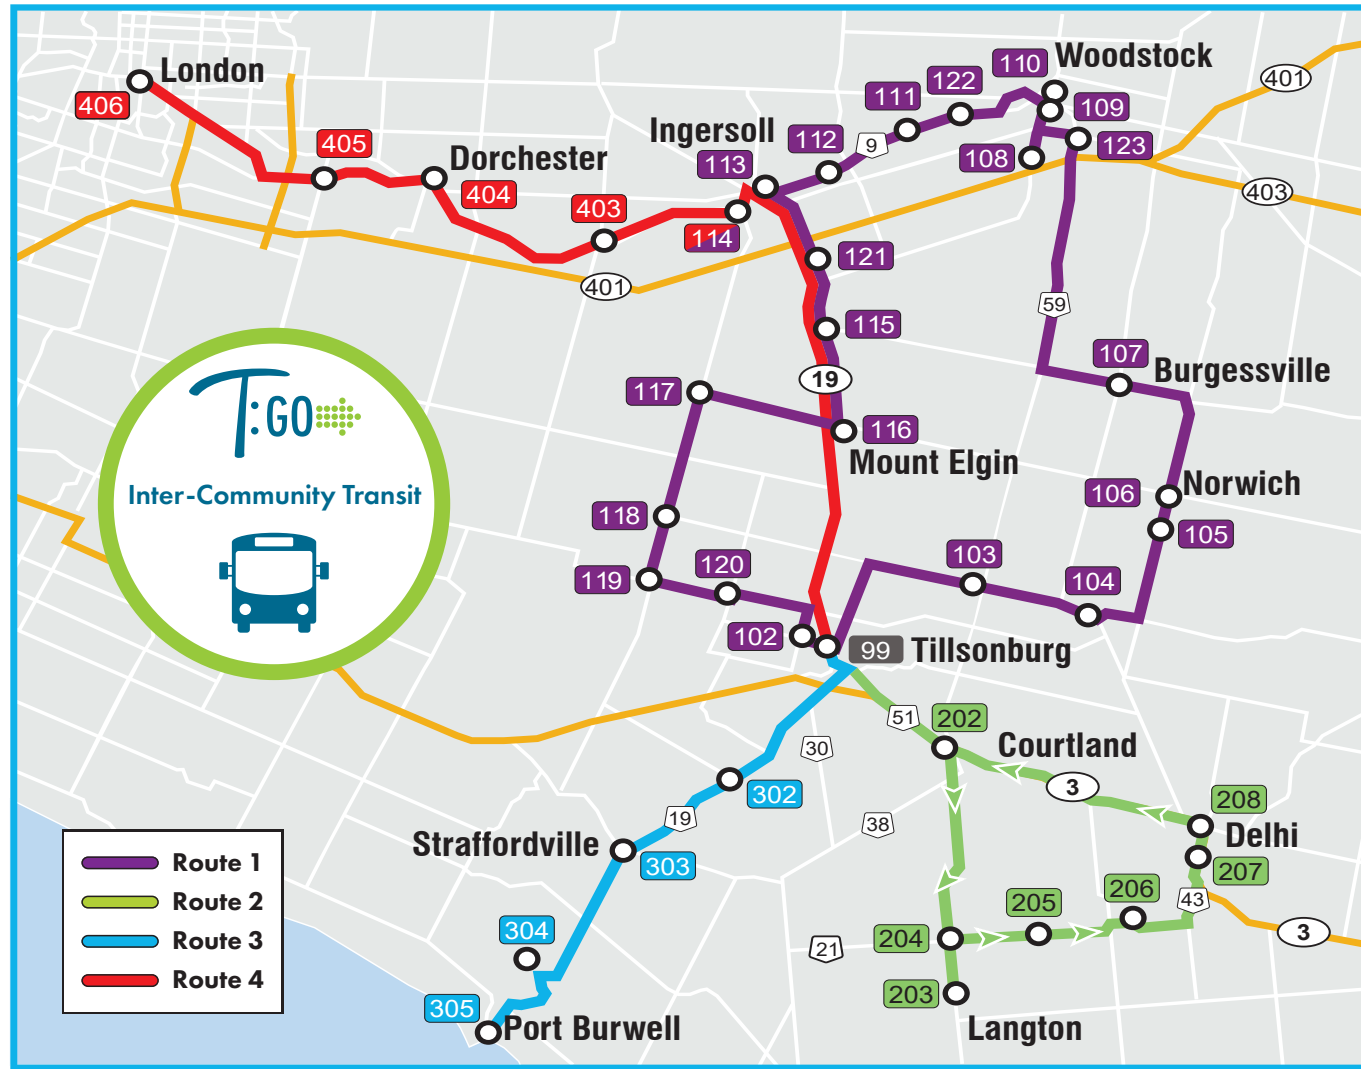 London
406
405
Dorchester
404
403
401
Ingersoll
113
114
112
9
111
122
110
Woodstock
109
108
123
401
403
121
115
19
117
116
Mount Elgin
59
107
Burgessville
106
Norwich
105
118
119
120
102
103
104
99
Tillsonburg
T:GO
Inter-Community Transit
51
202
Courtland
3
30
302
19
38
208
Delhi
207
Straffordville
303
206
43
205
3
304
21
204
203
Langton
305
Port Burwell
Route 1
Route 2
Route 3
Route 4